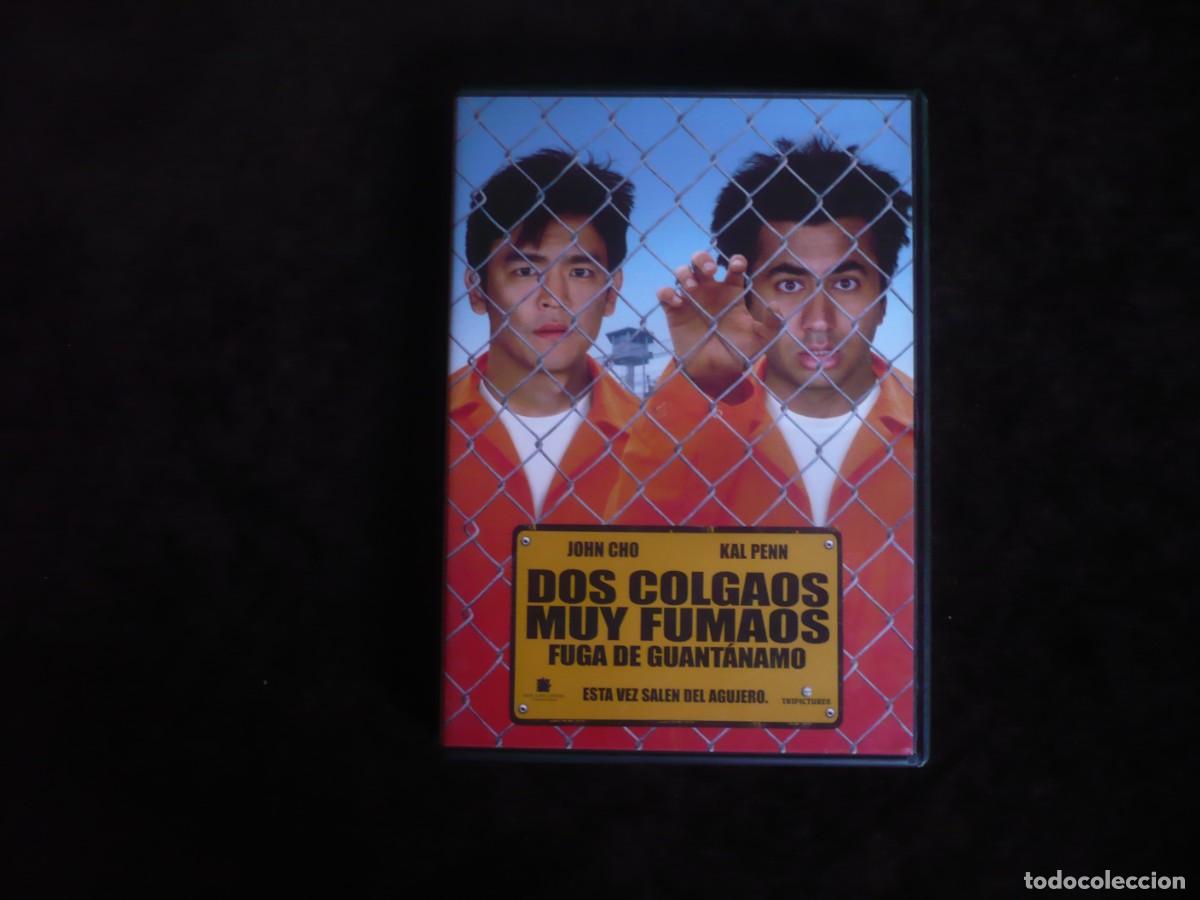 JOHN CHO KAL PENN
DOS COLGAOS
MUY FUMAOS
FUGA DE GUANTÁNAMO
ESTA VEZ SALEN DEL AGUJERO.
TRIPICTURES
todocoleccion